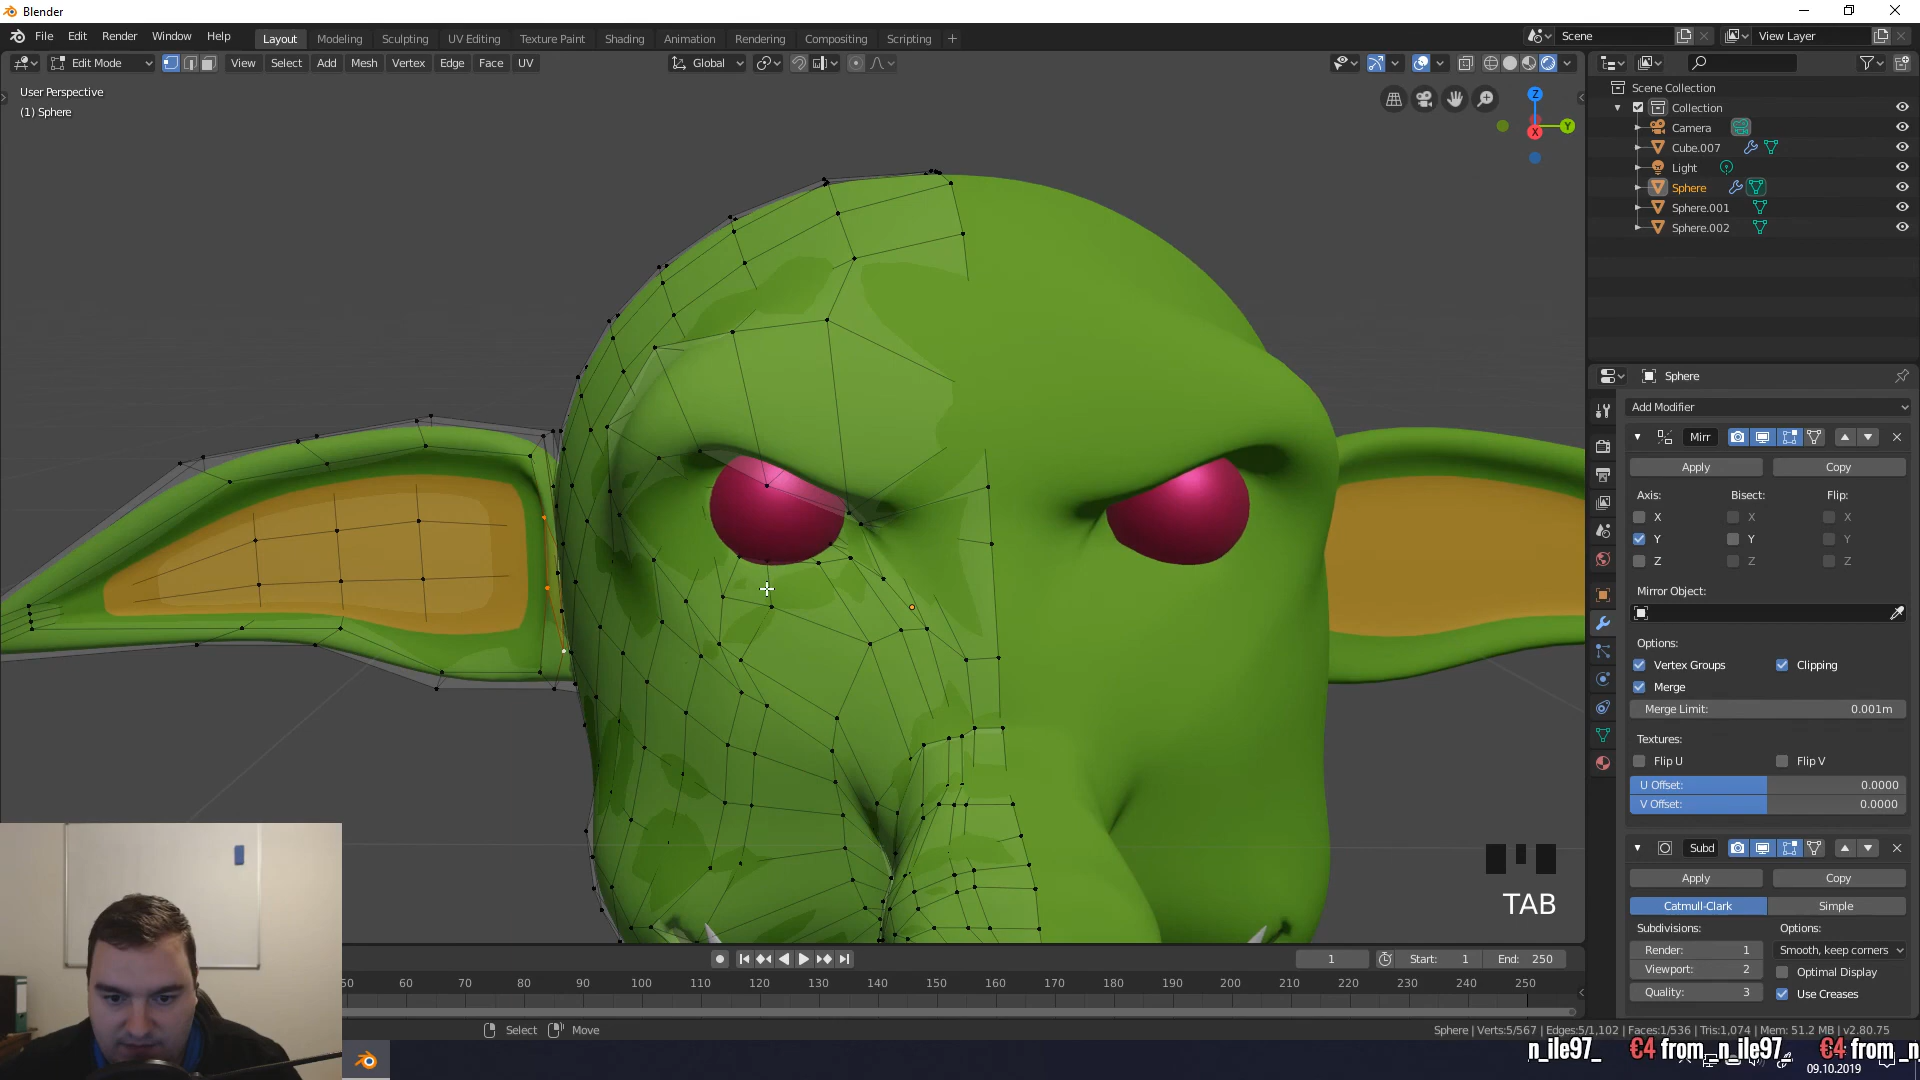 Blender
File Edit Render Window Help
Layout Modeling Sculpting UV Editing Texture Paint Shading Animation Rendering Compositing Scripting
Scene
View Layer
Edit Mode
View Select Add Mesh Vertex Edge Face UV
Global
User Perspective
(1) Sphere
Z
Y
X
Scene Collection
Collection
Camera
Cube.007
Light
Sphere
Sphere.001
Sphere.002
Sphere
Add Modifier
Mirr
Apply Copy
Axis: Bisect: Flip:
X X X
Y Y Y
Z Z Z
Mirror Object:
Options:
Vertex Groups Clipping
Merge
Merge Limit: 0.001m
Textures:
Flip U Flip V
U Offset: 0.0000
V Offset: 0.0000
Subd
Apply Copy
Catmull-Clark Simple
Subdivisions: Options:
Render: 1 Smooth, keep corners
Viewport: 2 Optimal Display
Quality: 3 Use Creases
TAB
1 Start: 1 End: 250
50 60 70 80 90 100 110 120 130 140 150 160 170 180 190 200 210 220 230 240 250
Select Move
Sphere | Verts:5/567 | Edges:5/1,102 | Faces:1/536 | Tris:1,074 | Mem: 51.2 MB | v2.80.75
n_ile97_ €4 from _n_ile97_ €4 from _n
09.10.2019